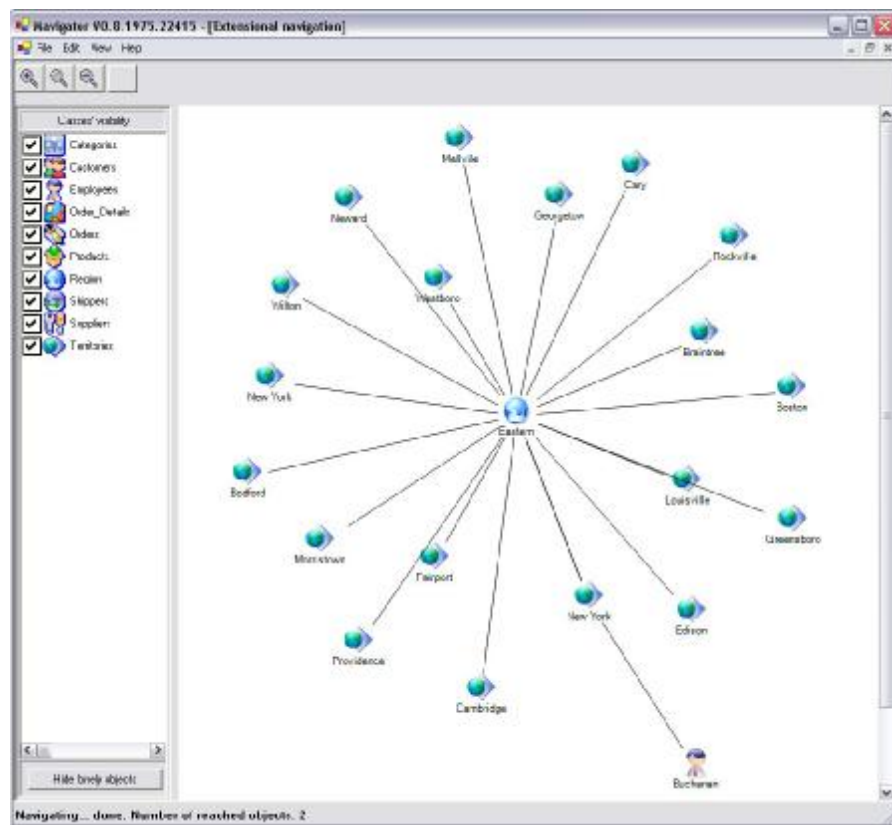 Navigator V0.8.1975.22415 - [Extensional navigation]
File Edit View Help
Classes' visibility
Categories
Customers
Employees
Order_Details
Orders
Products
Region
Shippers
Suppliers
Territories
Mellville
Cary
Neward
Georgetow
Rockville
Wilton
Westboro
Braintree
New York
Boston
Eastern
Bedford
Louisville
Greensboro
Morristown
Fairport
New York
Edison
Providence
Cambridge
Buchanan
Hide lonely objects
Navigating... done. Number of reached objects: 2